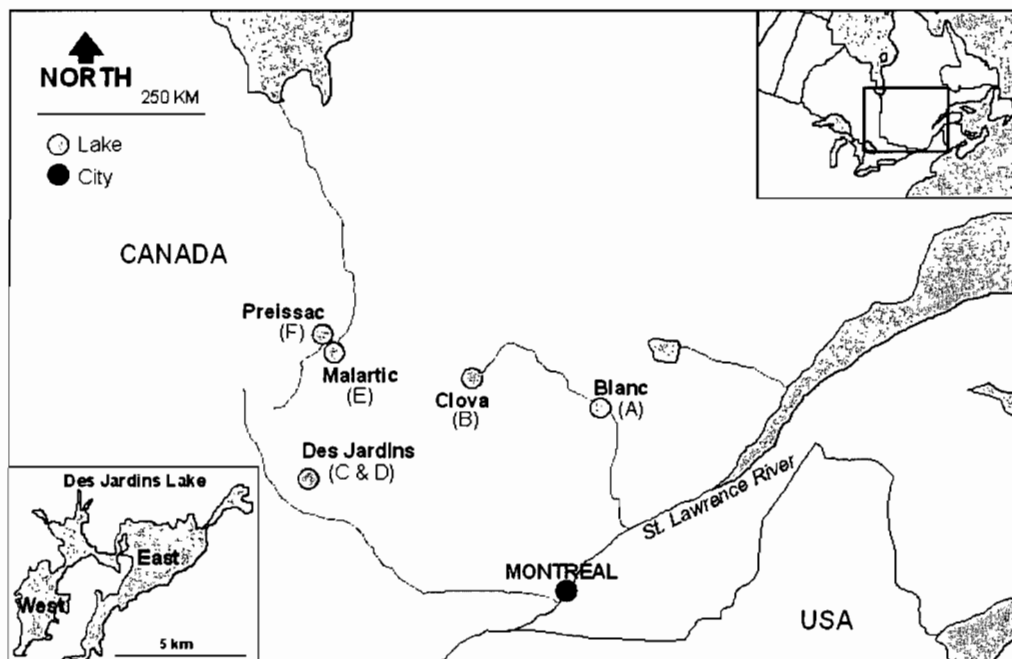 NORTH
250 KM
Lake
City
CANADA
Preissac
(F)
Malartic
(E)
Clova
(B)
Blanc
(A)
Des Jardins
(C & D)
Des Jardins Lake
East
West
5 km
St. Lawrence River
MONTRÉAL
USA